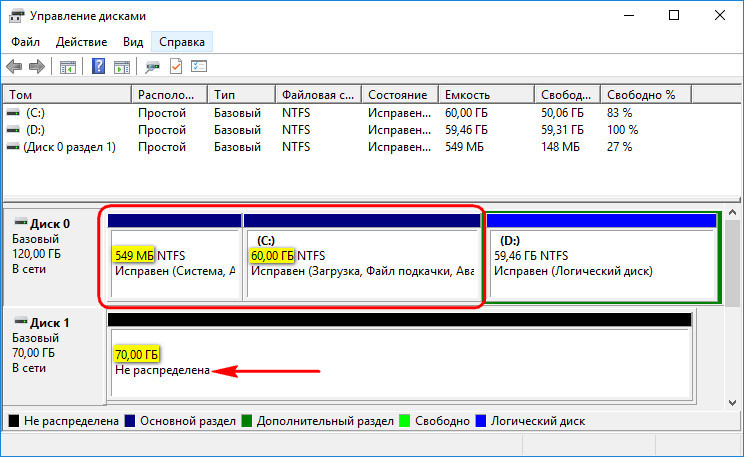 Управление дисками
Файл Действие Вид Справка
Том Располо... Тип Файловая с... Состояние Емкость Свобод... Свободно %
(C:) Простой Базовый NTFS Исправен... 60,00 ГБ 50,06 ГБ 83 %
(D:) Простой Базовый NTFS Исправен... 59,46 ГБ 59,31 ГБ 100 %
(Диск 0 раздел 1) Простой Базовый NTFS Исправен... 549 МБ 148 МБ 27 %
Диск 0
Базовый
120,00 ГБ
В сети
549 МБ NTFS
Исправен (Система, А
(C:)
60,00 ГБ NTFS
Исправен (Загрузка, Файл подкачки, Ава
(D:)
59,46 ГБ NTFS
Исправен (Логический диск)
Диск 1
Базовый
70,00 ГБ
В сети
70,00 ГБ
Не распределена
Не распределена Основной раздел Дополнительный раздел Свободно Логический диск